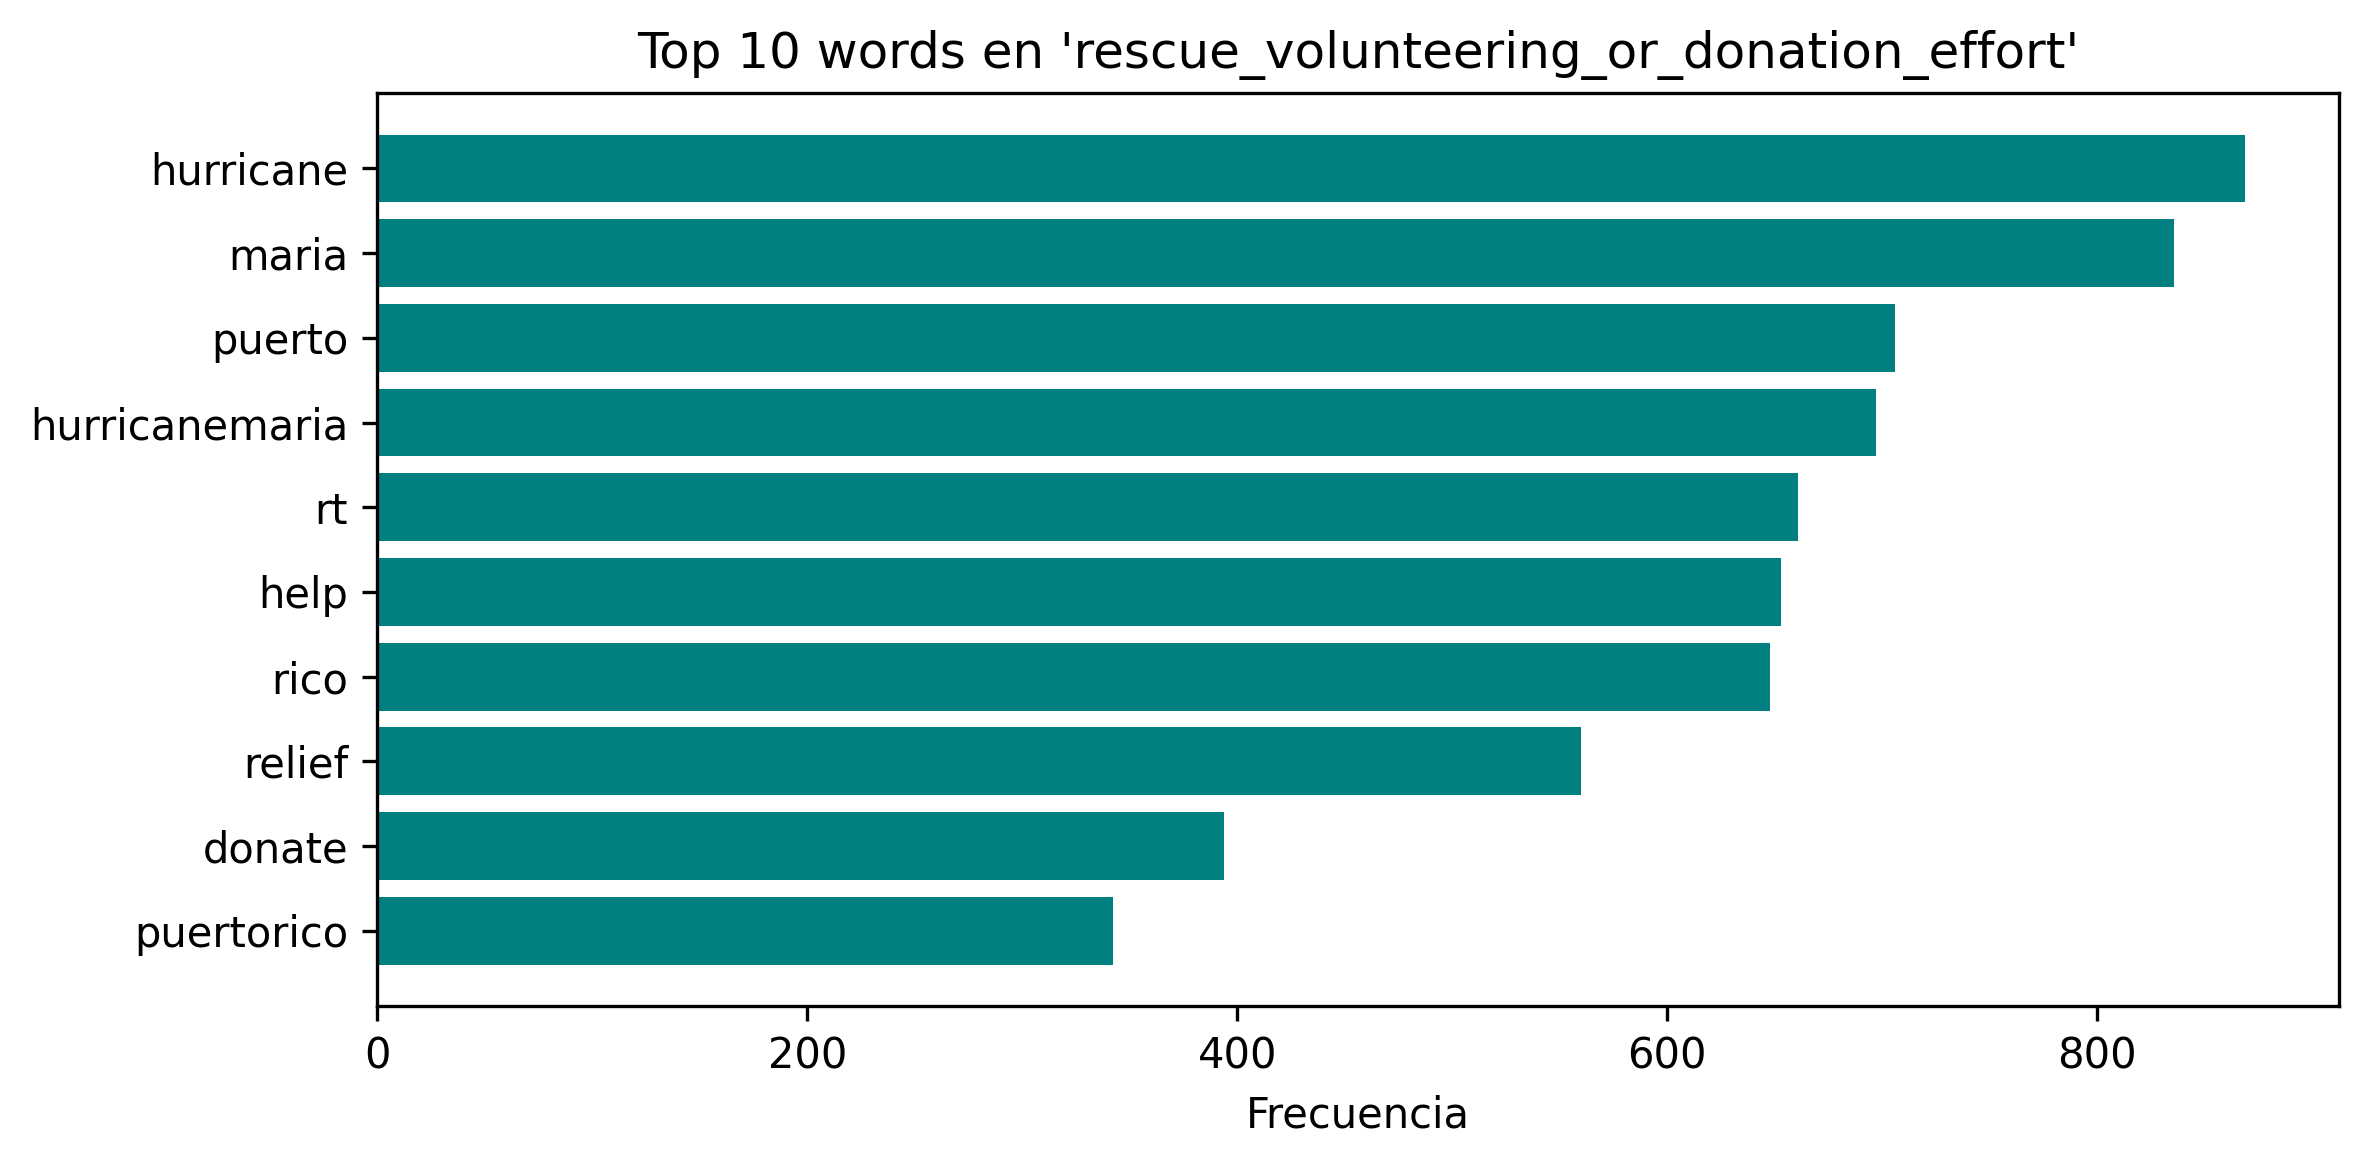 Top 10 words en 'rescue_volunteering_or_donation_effort'
hurricane
maria
puerto
hurricanemaria
rt
help
rico
relief
donate
puertorico
0 200 400 600 800
Frecuencia